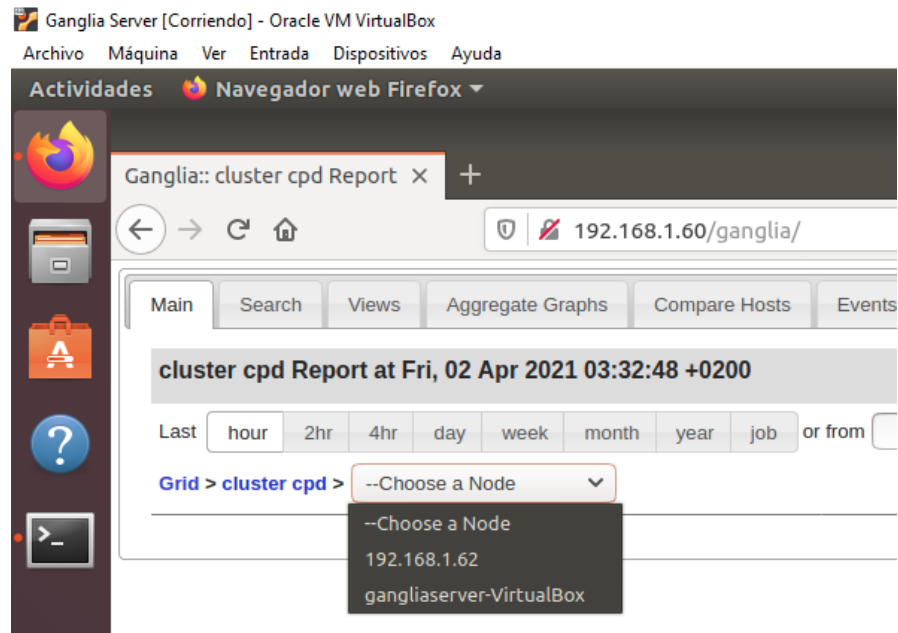 Ganglia Server [Corriendo] - Oracle VM VirtualBox
Archivo Máquina Ver Entrada Dispositivos Ayuda
Actividades Navegador web Firefox
Ganglia:: cluster cpd Report
192.168.1.60/ganglia/
Main Search Views Aggregate Graphs Compare Hosts Events
cluster cpd Report at Fri, 02 Apr 2021 03:32:48 +0200
Last hour 2hr 4hr day week month year job or from
Grid > cluster cpd > --Choose a Node
--Choose a Node
192.168.1.62
gangliaserver-VirtualBox